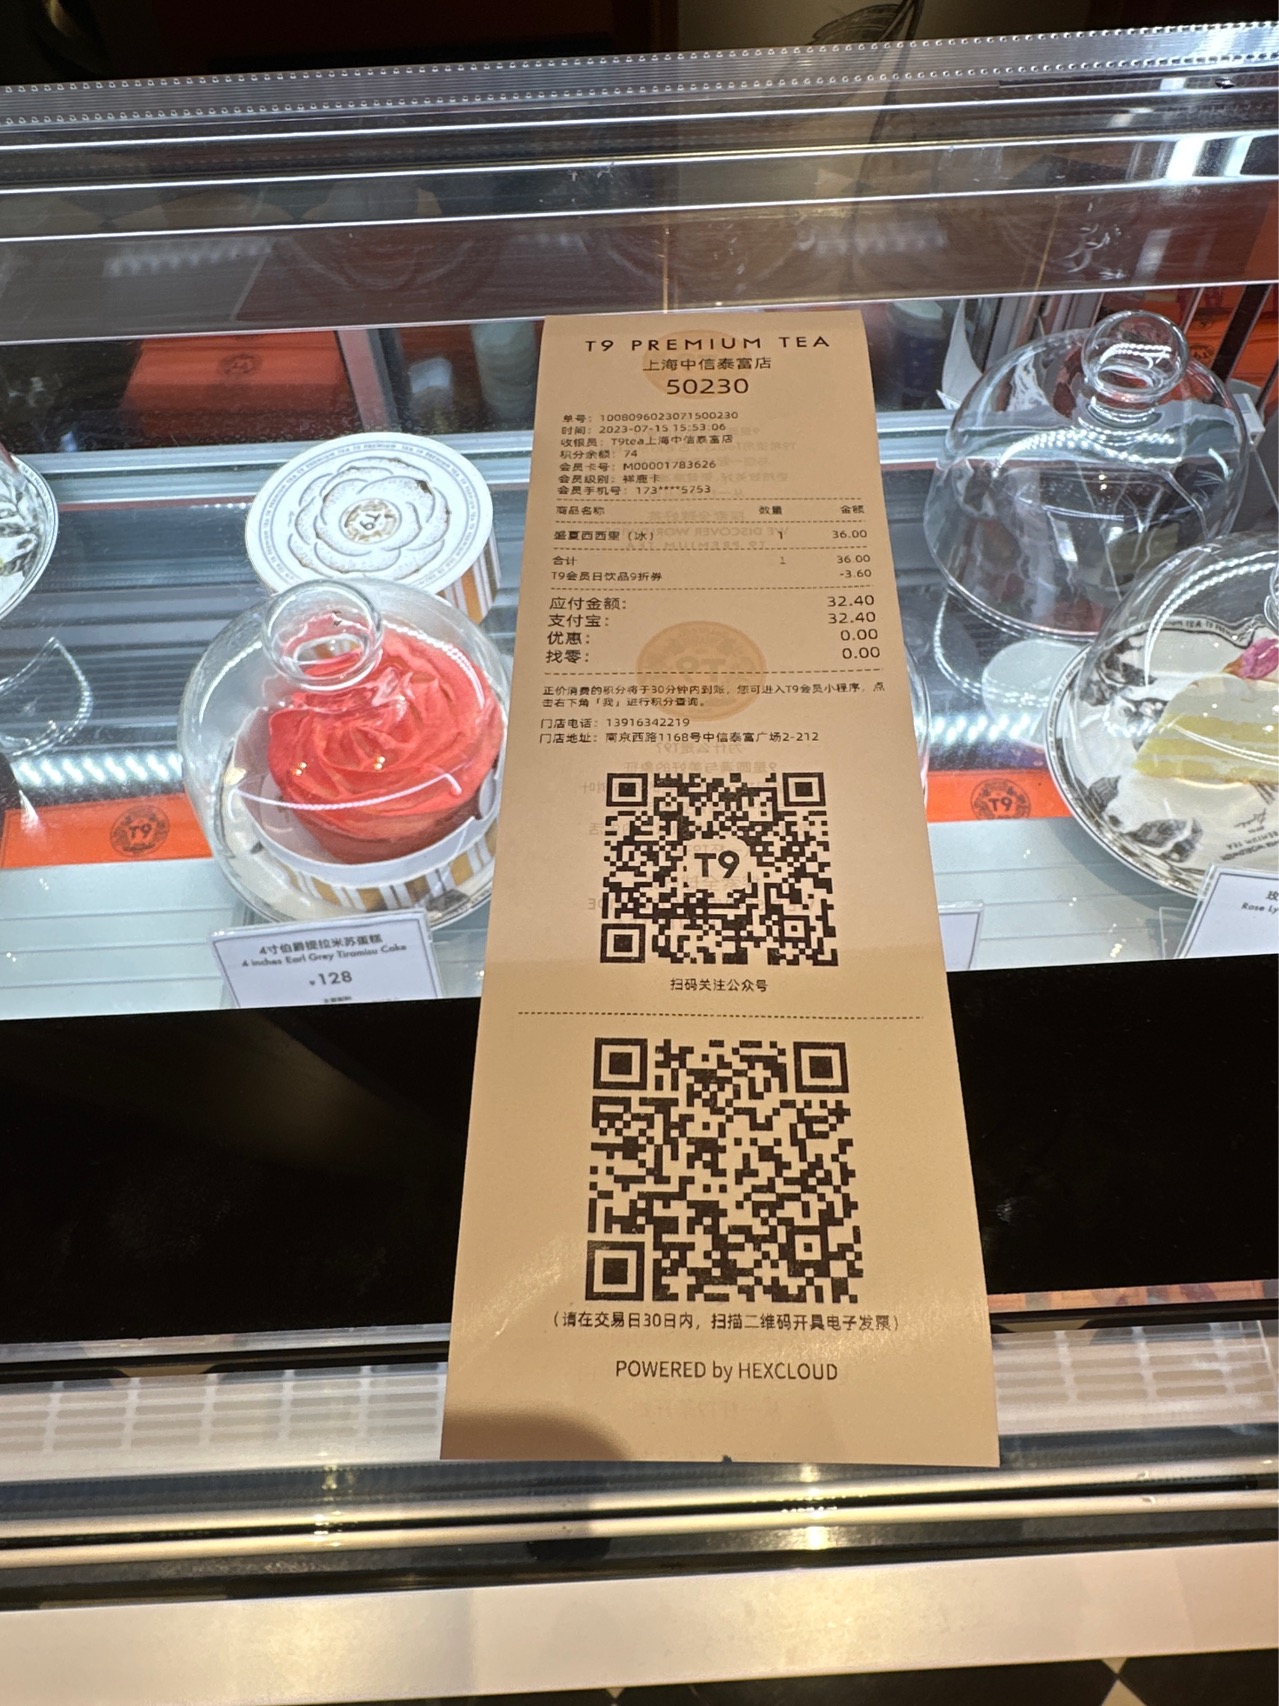 T9 PREMIUM TEA
上海中信泰富店
50230
单号：1008096023071500230
时间：2023-07-15 15:53:06
收银员：T9tea上海中信泰富店
积分余额：74
会员卡号：M00001783626
会员级别：祥鹿卡
会员手机号：173****5753
商品名称 数量 金额
盛夏西西里（冰） 1 36.00
合计 1 36.00
T9会员日饮品9折券 -3.60
应付金额： 32.40
支付宝： 32.40
优惠： 0.00
找零： 0.00
正价消费的积分将于30分钟内到账，您可进入T9会员小程序，点
击右下角「我」进行积分查询。
门店电话：13916342219
门店地址：南京西路1168号中信泰富广场2-212
T9
扫码关注公众号
（请在交易日30日内，扫描二维码开具电子发票）
POWERED by HEXCLOUD
4寸伯爵提拉米苏蛋糕
4 inches Earl Grey Tiramisu Cake
¥128
T9
T9
T9
玫
Rose Ly